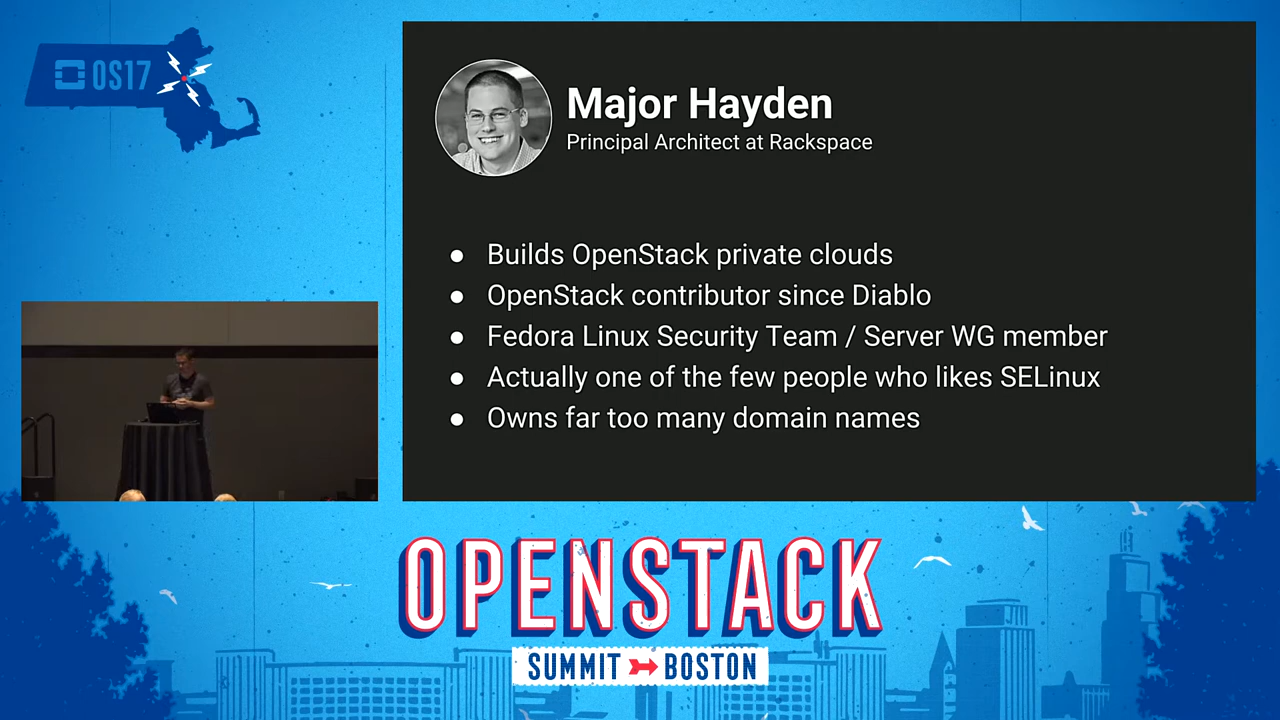 OS17
Major Hayden
Principal Architect at Rackspace
● Builds OpenStack private clouds
● OpenStack contributor since Diablo
● Fedora Linux Security Team / Server WG member
● Actually one of the few people who likes SELinux
● Owns far too many domain names
OPENSTACK
SUMMIT BOSTON